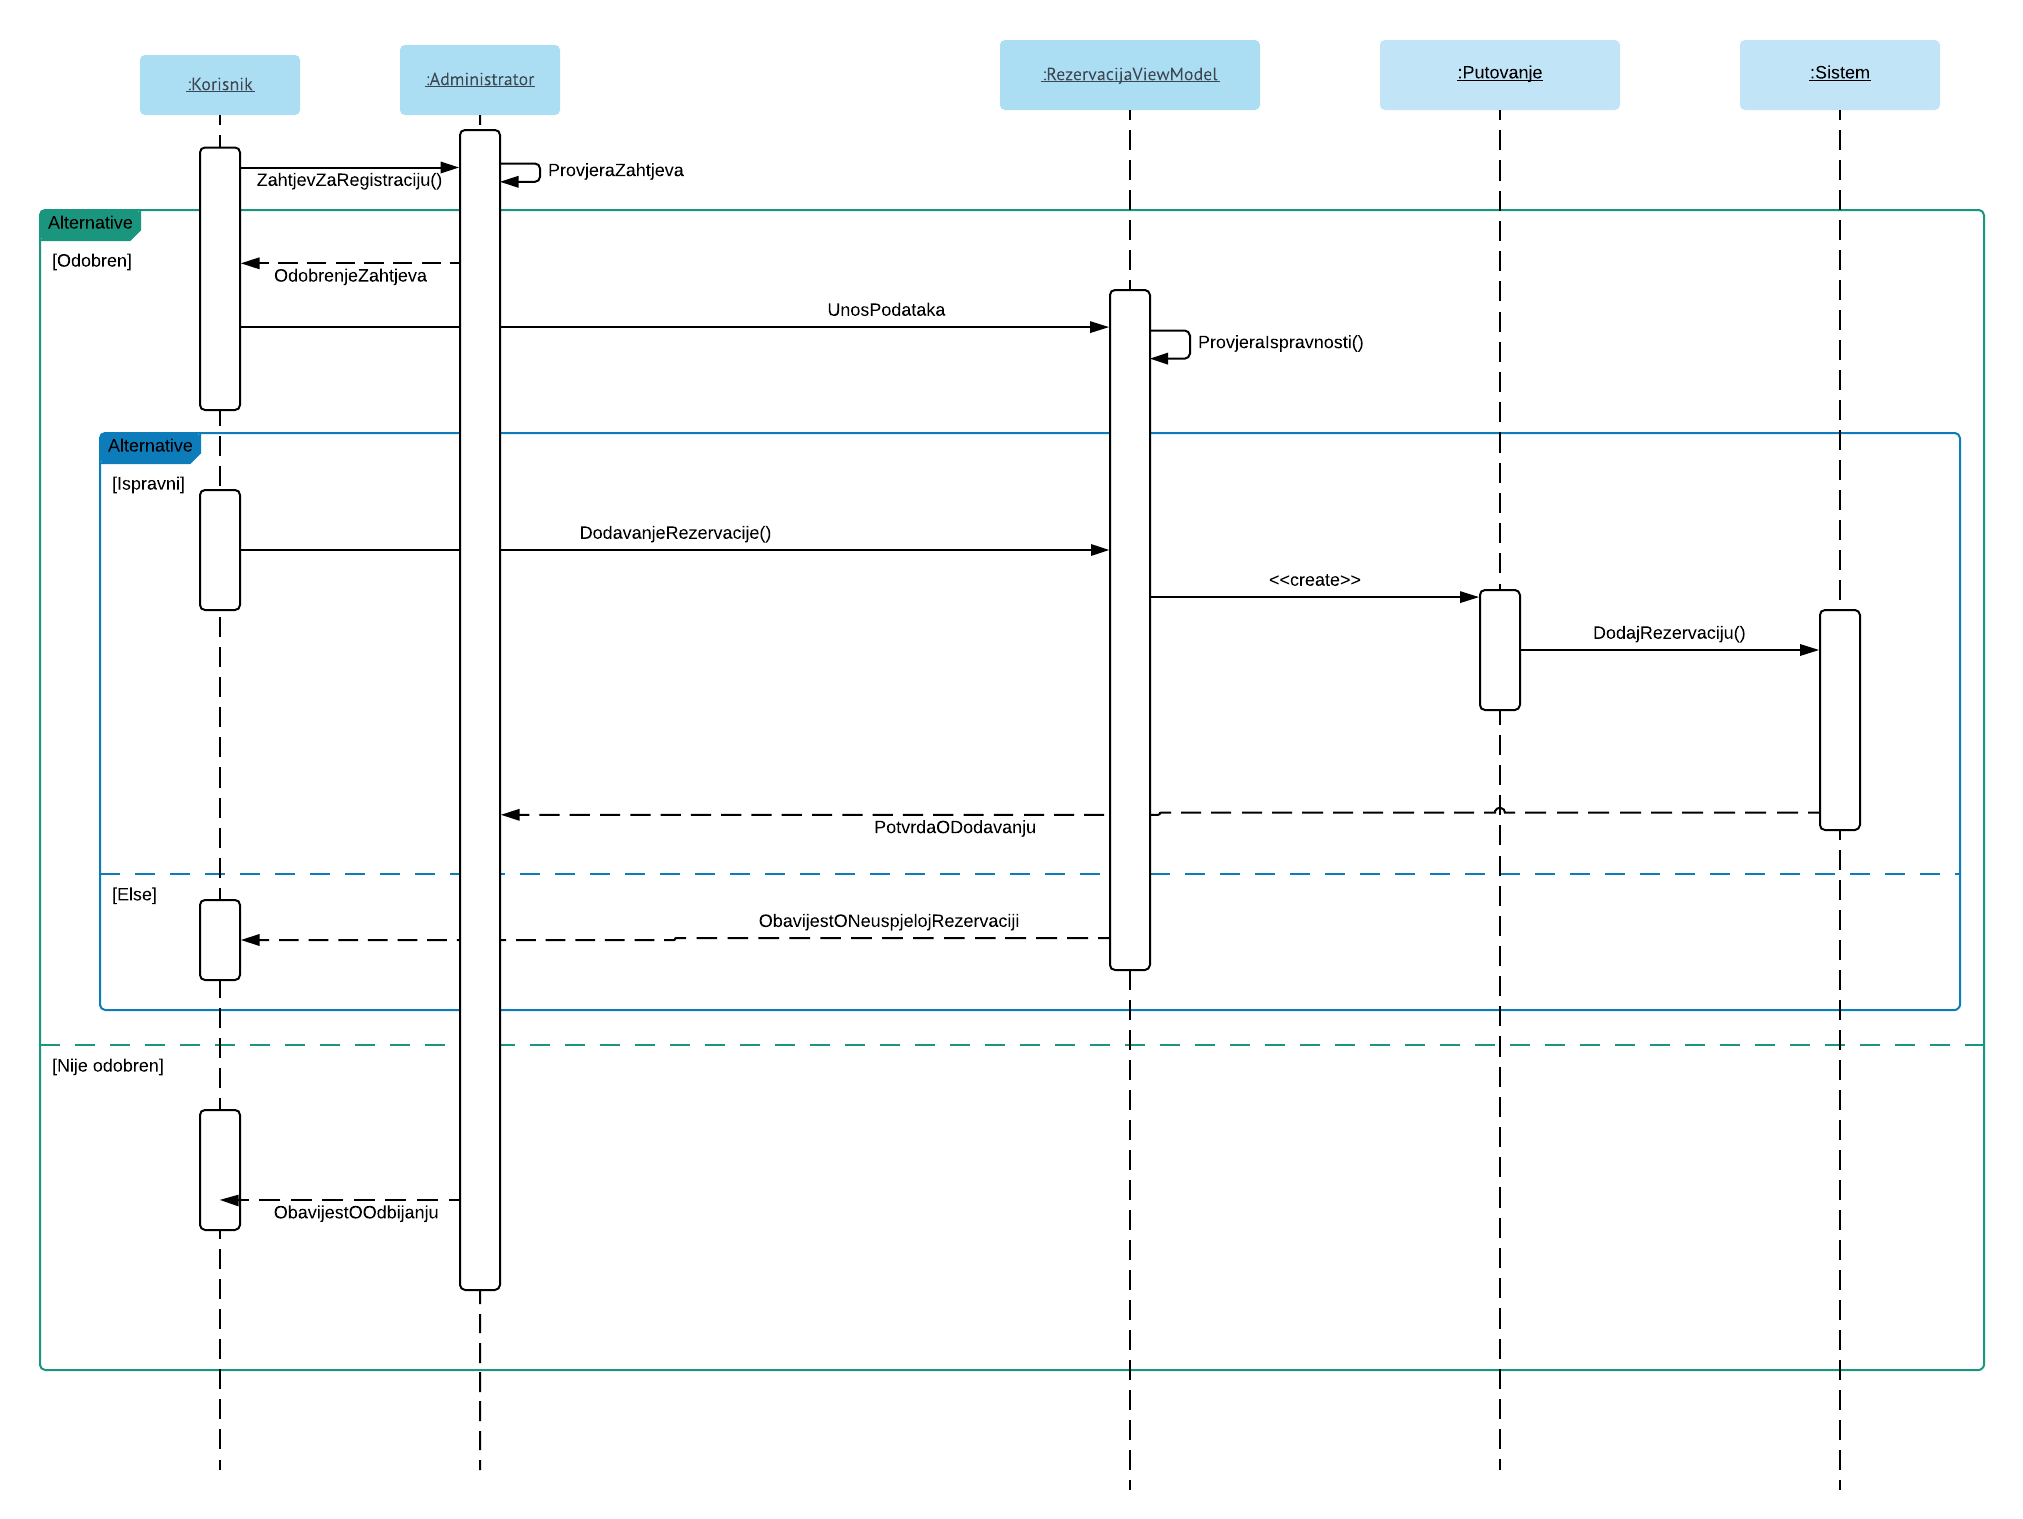 :Korisnik
:Administrator
:RezervacijaViewModel
:Putovanje
:Sistem
ZahtjevZaRegistraciju()
ProvjeraZahtjeva
Alternative
[Odobren]
OdobrenjeZahtjeva
UnosPodataka
ProvjeraIspravnosti()
Alternative
[Ispravni]
DodavanjeRezervacije()
<<create>>
DodajRezervaciju()
PotvrdaODodavanju
[Else]
ObavijestONeuspjelojRezervaciji
[Nije odobren]
ObavijestOOdbijanju